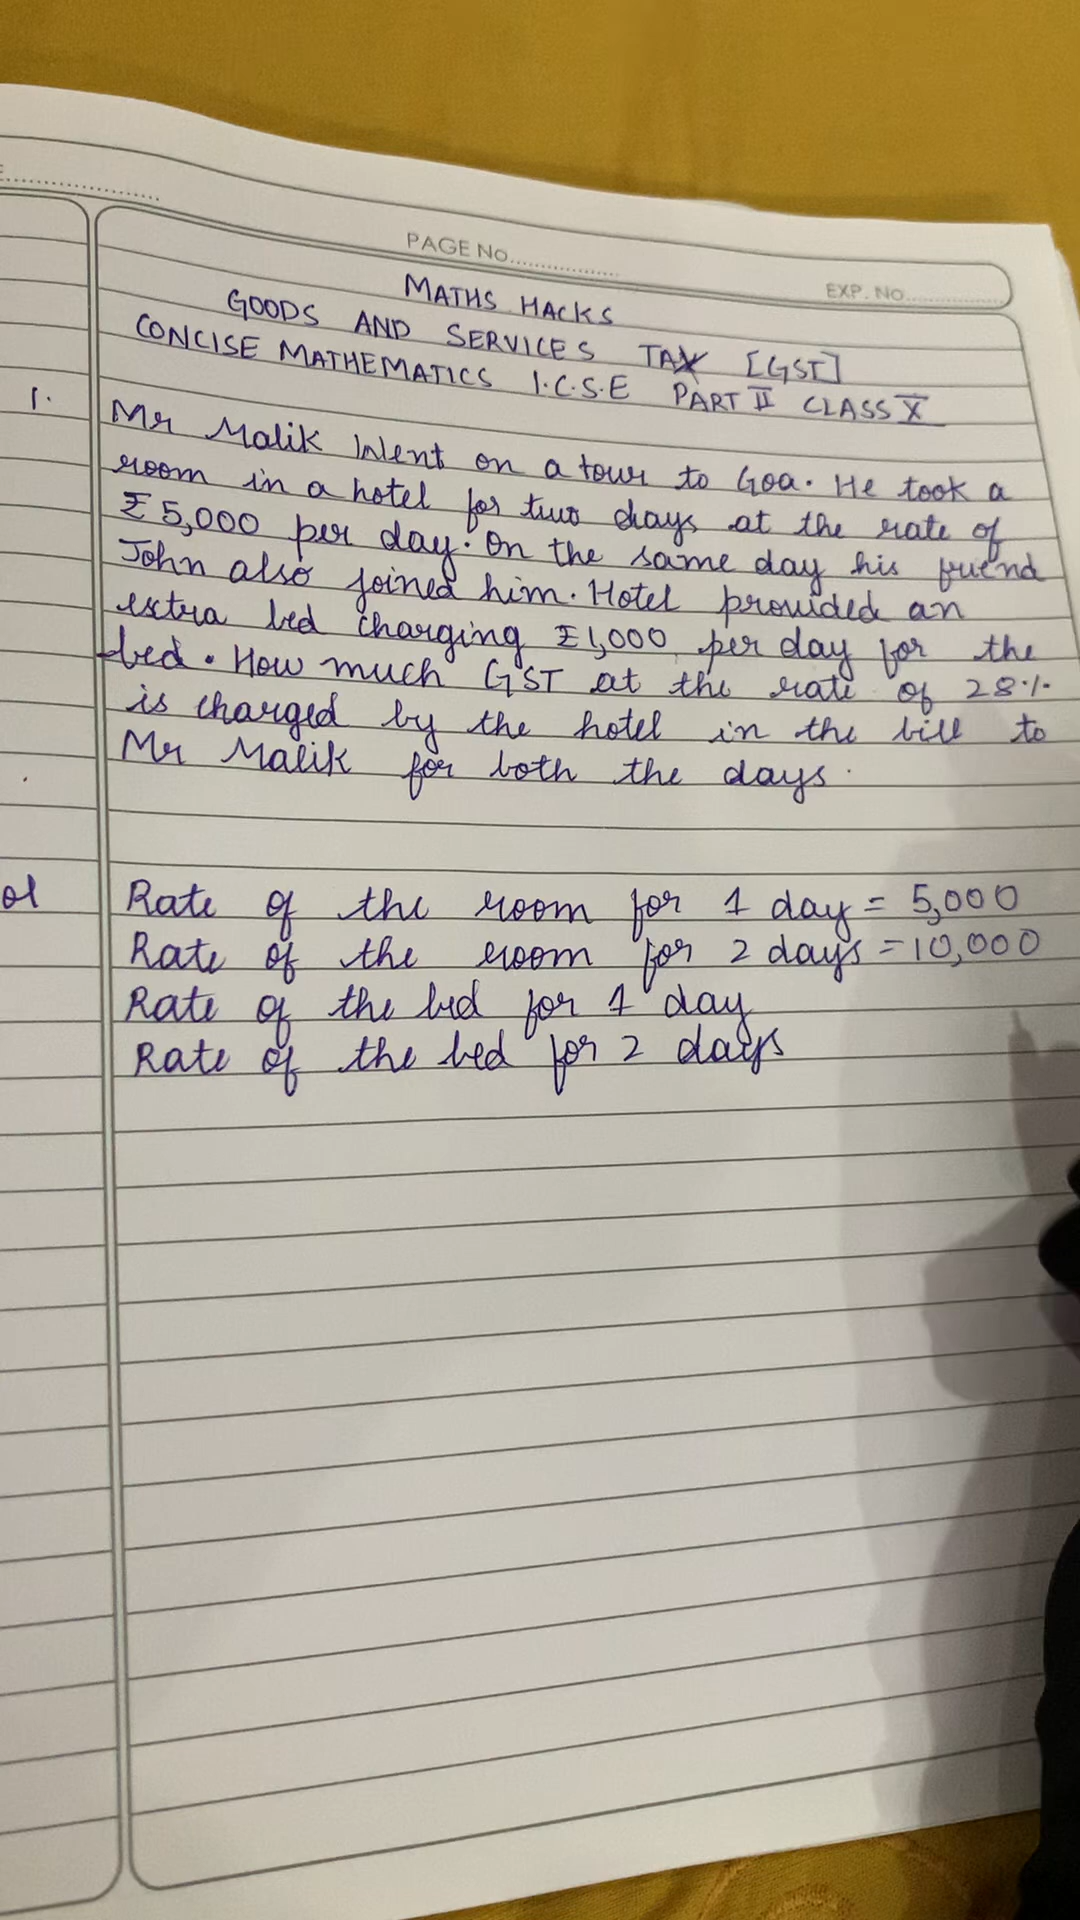 PAGE No.
EXP. NO.
MATHS HACKS
GOODS AND SERVICES TAX [GST]
CONCISE MATHEMATICS I.C.S.E PART II CLASS X
1. Mr Malik Went on a tour to Goa. He took a
room in a hotel for two days at the rate of
₹5,000 per day. On the same day his friend
John also joined him. Hotel provided an
extra bed charging ₹1,000 per day for the
bed. How much GST at the rate of 28%
is charged by the hotel in the bill to
Mr Malik for both the days.
ol Rate of the room for 1 day = 5,000
Rate of the room for 2 days = 10,000
Rate of the bed for 1 day
Rate of the bed for 2 days